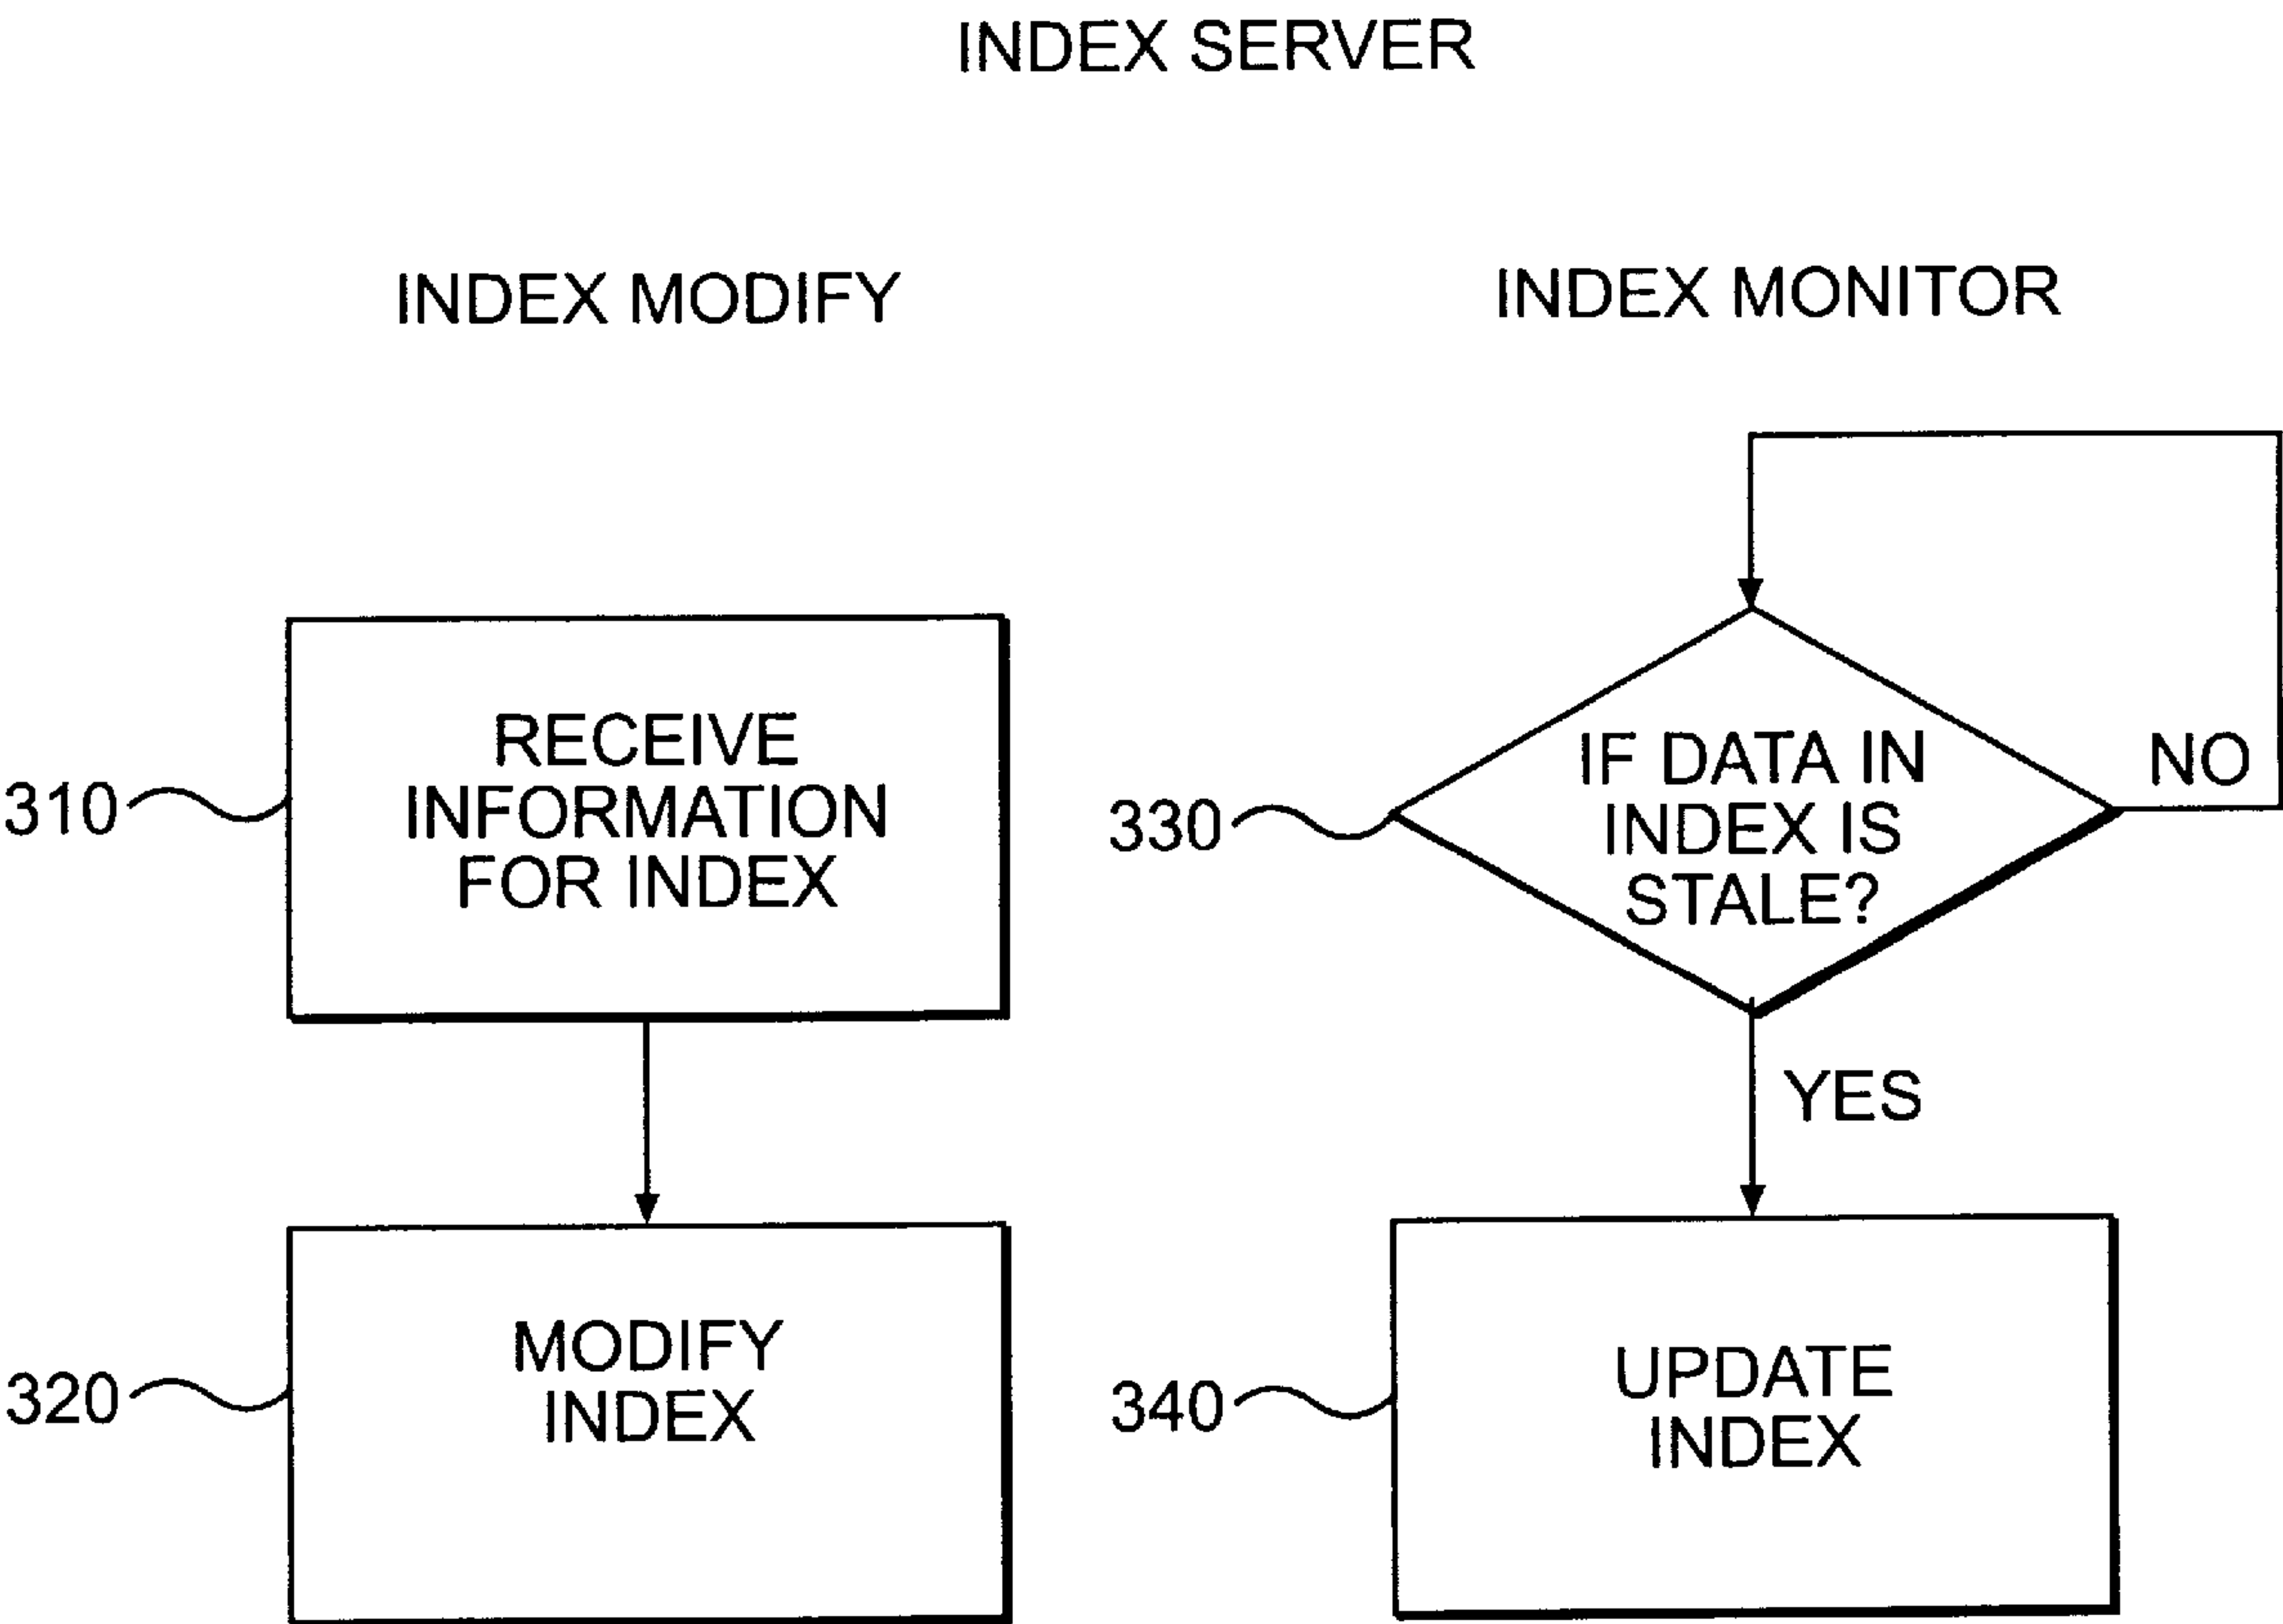 INDEX SERVER
INDEX MODIFY
INDEX MONITOR
310
RECEIVE
INFORMATION
FOR INDEX
320
MODIFY
INDEX
330
IF DATA IN
INDEX IS
STALE?
NO
YES
340
UPDATE
INDEX